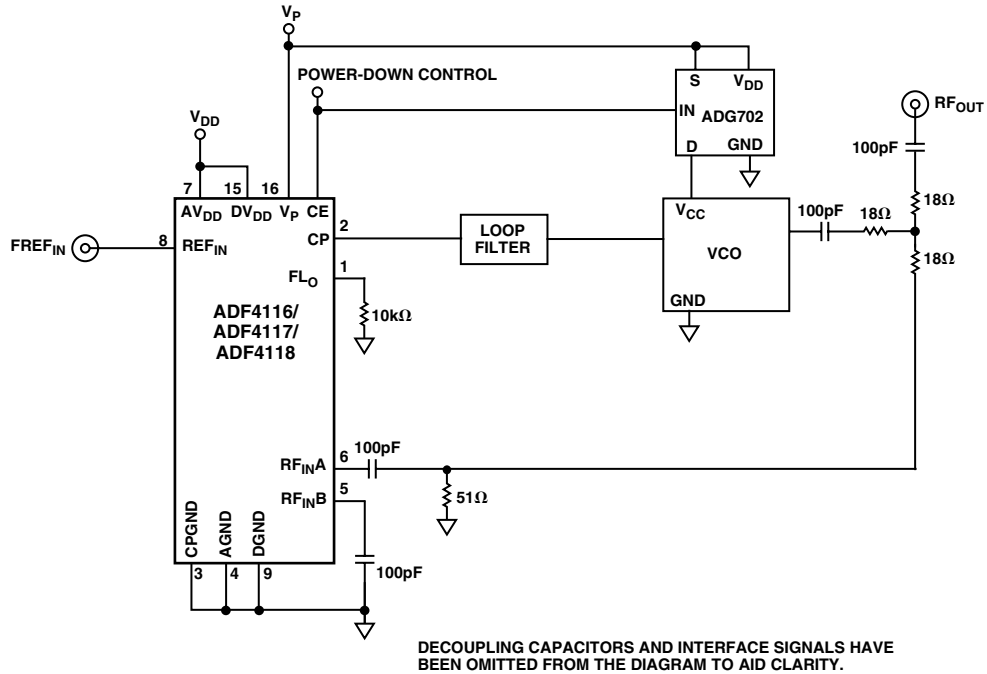 VP
POWER-DOWN CONTROL
S VDD
IN ADG702
D GND
RFOUT
100pF
18Ω
VDD
7 15 16
AVDD DVDD VP CE
FREFIN
8 REFIN
CP 2
LOOP
FILTER
VCC
VCO
GND
100pF
18Ω
18Ω
FLO 1
10kΩ
ADF4116/
ADF4117/
ADF4118
100pF
RFINA 6
RFINB 5
51Ω
CPGND
AGND
DGND
3 4 9
100pF
DECOUPLING CAPACITORS AND INTERFACE SIGNALS HAVE
BEEN OMITTED FROM THE DIAGRAM TO AID CLARITY.